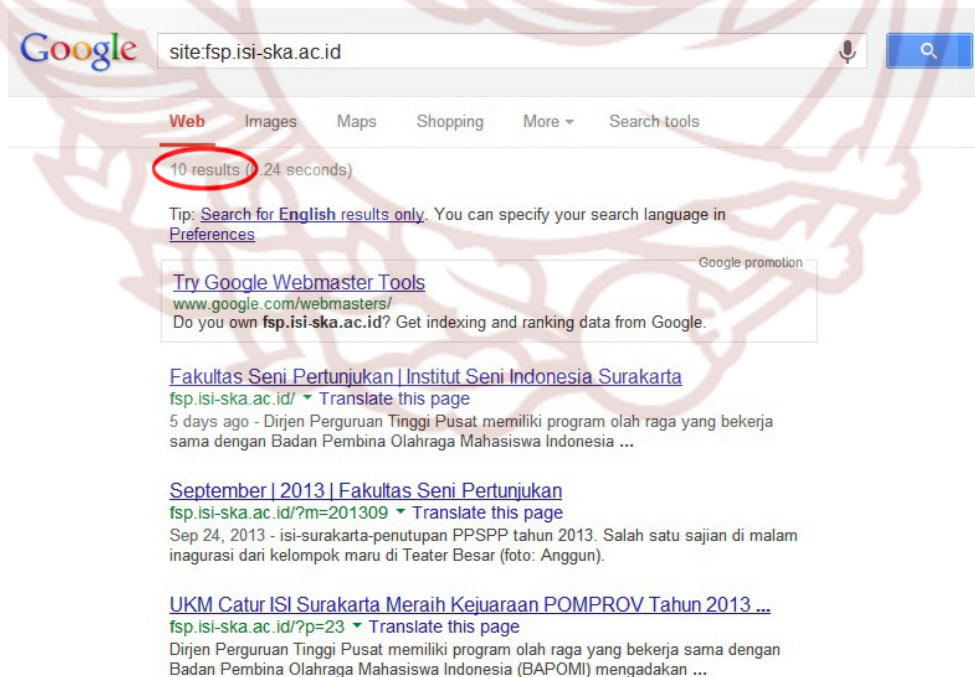 Google site:fsp.isi-ska.ac.id
Web Images Maps Shopping More Search tools
10 results (0.24 seconds)
Tip: Search for English results only. You can specify your search language in
Preferences
Google promotion
Try Google Webmaster Tools
www.google.com/webmasters/
Do you own fsp.isi-ska.ac.id? Get indexing and ranking data from Google.
Fakultas Seni Pertunjukan | Institut Seni Indonesia Surakarta
fsp.isi-ska.ac.id/ Translate this page
5 days ago - Dirjen Perguruan Tinggi Pusat memiliki program olah raga yang bekerja
sama dengan Badan Pembina Olahraga Mahasiswa Indonesia ...
September | 2013 | Fakultas Seni Pertunjukan
fsp.isi-ska.ac.id/?m=201309 Translate this page
Sep 24, 2013 - isi-surakarta-penutupan PPSPP tahun 2013. Salah satu sajian di malam
inagurasi dari kelompok maru di Teater Besar (foto: Anggun).
UKM Catur ISI Surakarta Meraih Kejuaraan POMPROV Tahun 2013 ...
fsp.isi-ska.ac.id/?p=23 Translate this page
Dirjen Perguruan Tinggi Pusat memiliki program olah raga yang bekerja sama dengan
Badan Pembina Olahraga Mahasiswa Indonesia (BAPOMI) mengadakan ...